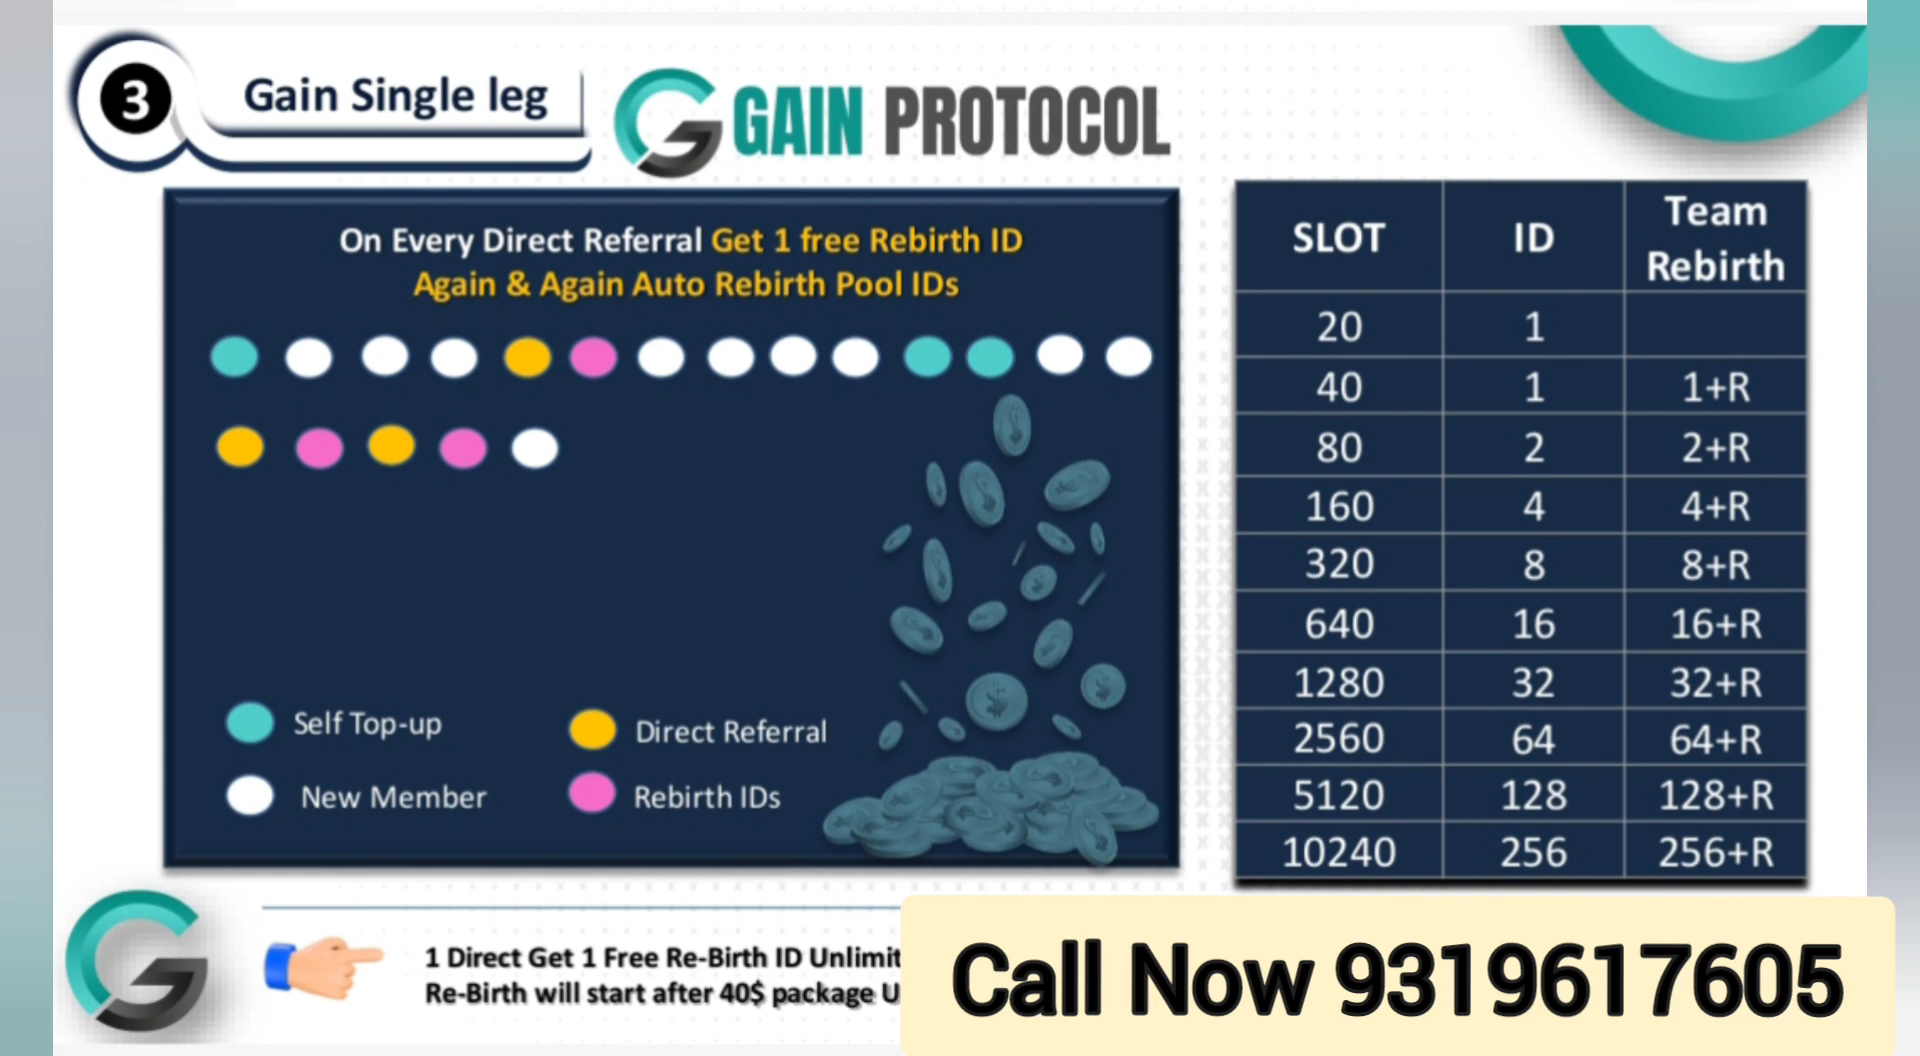 3
Gain Single leg
GAIN PROTOCOL
On Every Direct Referral Get 1 free Rebirth ID
Again & Again Auto Rebirth Pool IDs
Self Top-up
Direct Referral
New Member
Rebirth IDs
SLOT ID Team Rebirth
20 1
40 1 1+R
80 2 2+R
160 4 4+R
320 8 8+R
640 16 16+R
1280 32 32+R
2560 64 64+R
5120 128 128+R
10240 256 256+R
1 Direct Get 1 Free Re-Birth ID Unlimit
Re-Birth will start after 40$ package U
Call Now 9319617605